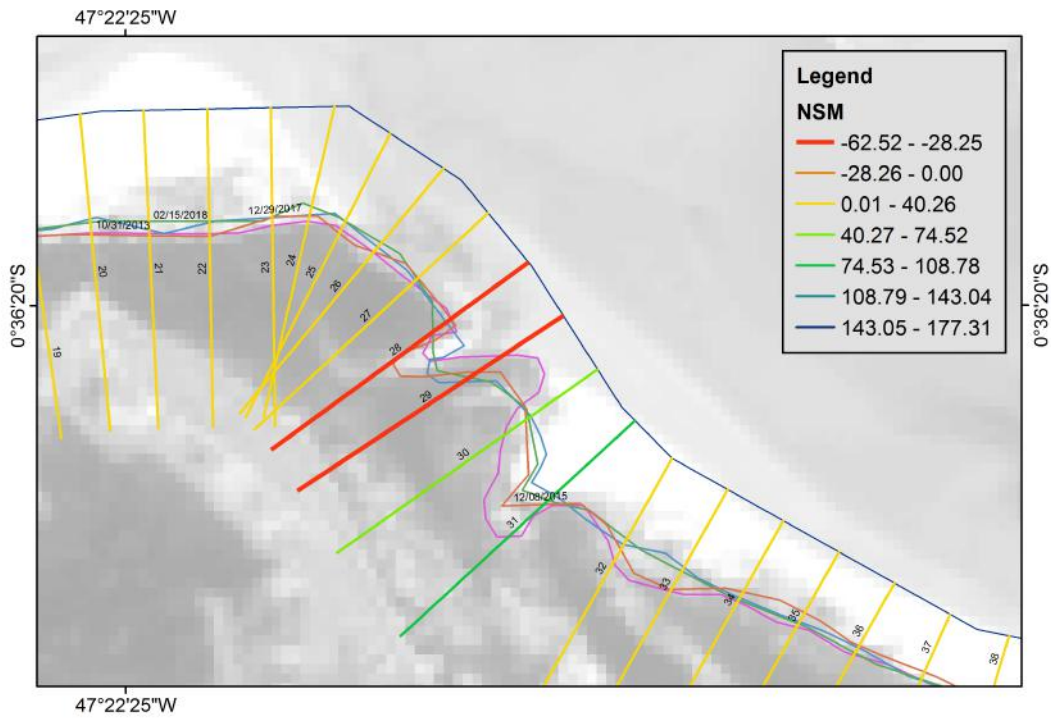 47°22'25"W
Legend
NSM
-62.52 - -28.25
-28.26 - 0.00
0.01 - 40.26
40.27 - 74.52
74.53 - 108.78
108.79 - 143.04
143.05 - 177.31
0°36'20"S
0°36'20"S
10/31/2013
02/15/2018
12/29/2017
12/08/2015
19
20
21
22
23
24
25
26
27
28
29
30
31
32
33
34
35
36
37
38
47°22'25"W